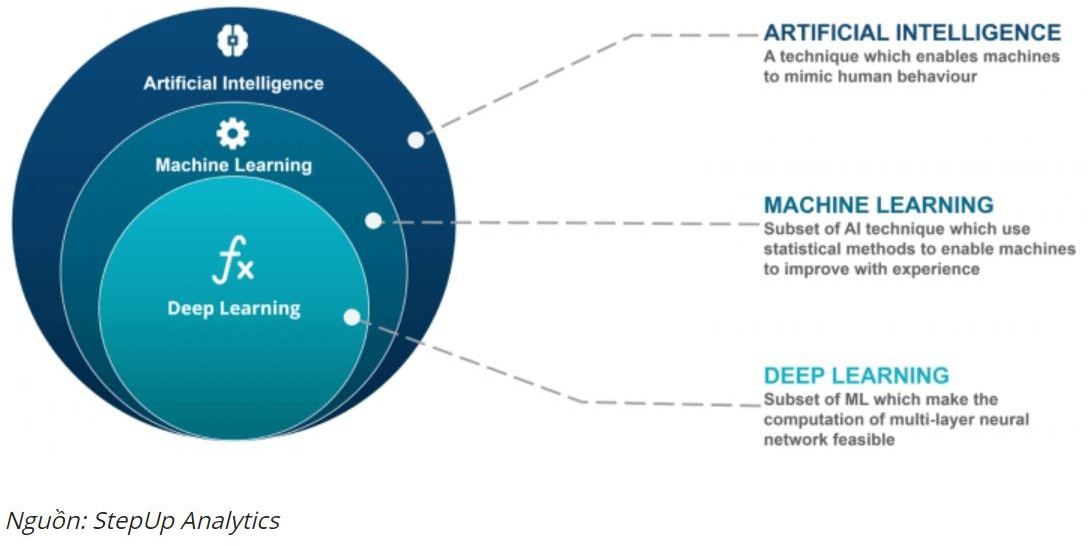 Artificial Intelligence
Machine Learning
fx
Deep Learning
ARTIFICIAL INTELLIGENCE
A technique which enables machines
to mimic human behaviour
MACHINE LEARNING
Subset of AI technique which use
statistical methods to enable machines
to improve with experience
DEEP LEARNING
Subset of ML which make the
computation of multi-layer neural
network feasible
Nguồn: StepUp Analytics